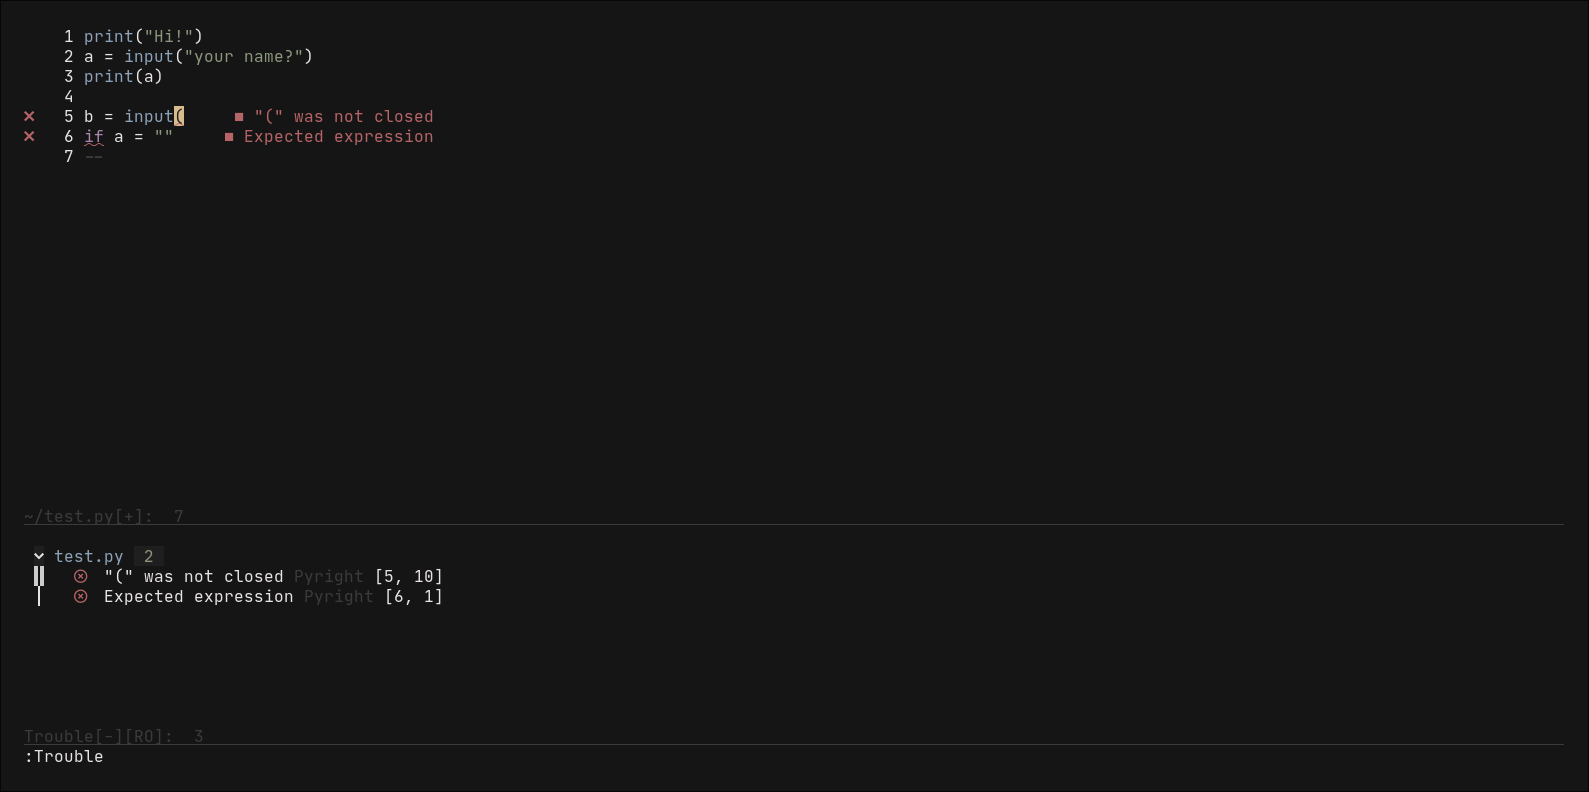 1 print("Hi!")
2 a = input("your name?")
3 print(a)
4
× 5 b = input( ■ "(" was not closed
× 6 if a = "" ■ Expected expression
7 --
~/test.py[+]: 7
test.py 2
"(" was not closed Pyright [5, 10]
Expected expression Pyright [6, 1]
Trouble[-][RO]: 3
:Trouble